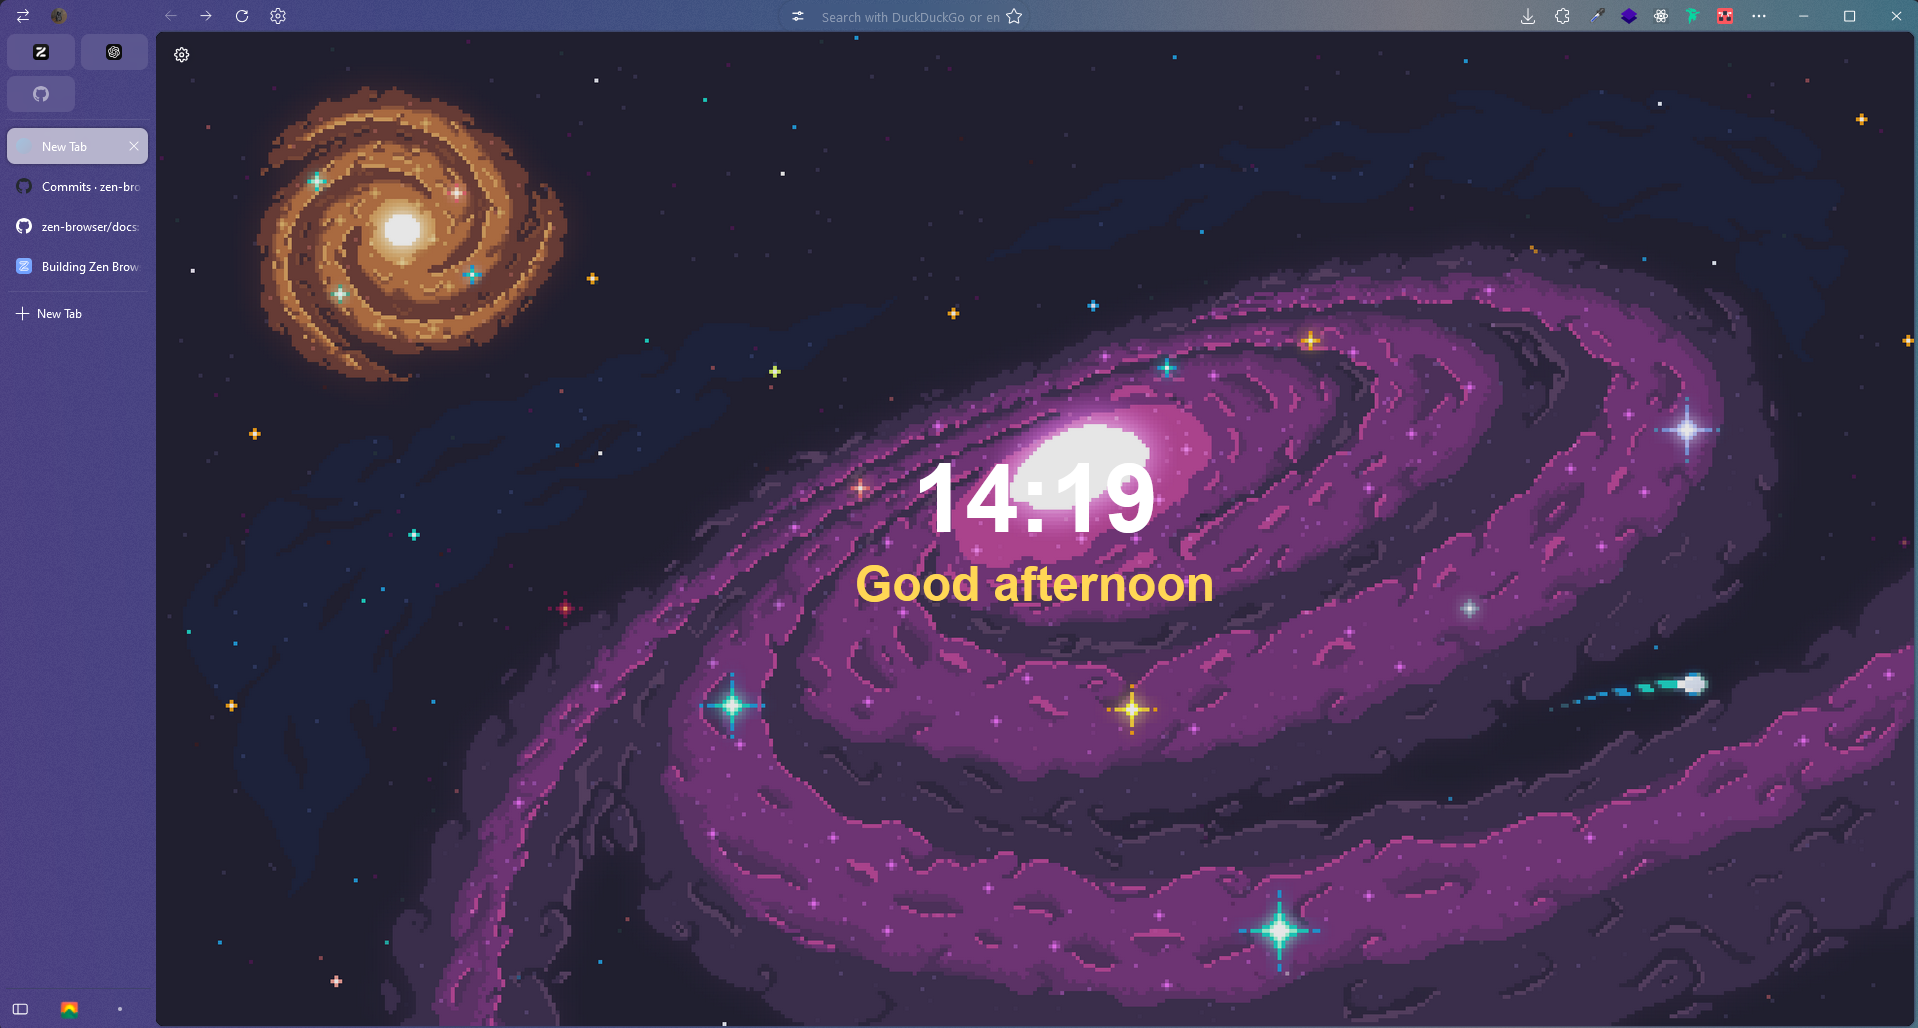 Search with DuckDuckGo or en
New Tab
Commits · zen-bro
zen-browser/docs:
Building Zen Brow
New Tab
14:19
Good afternoon